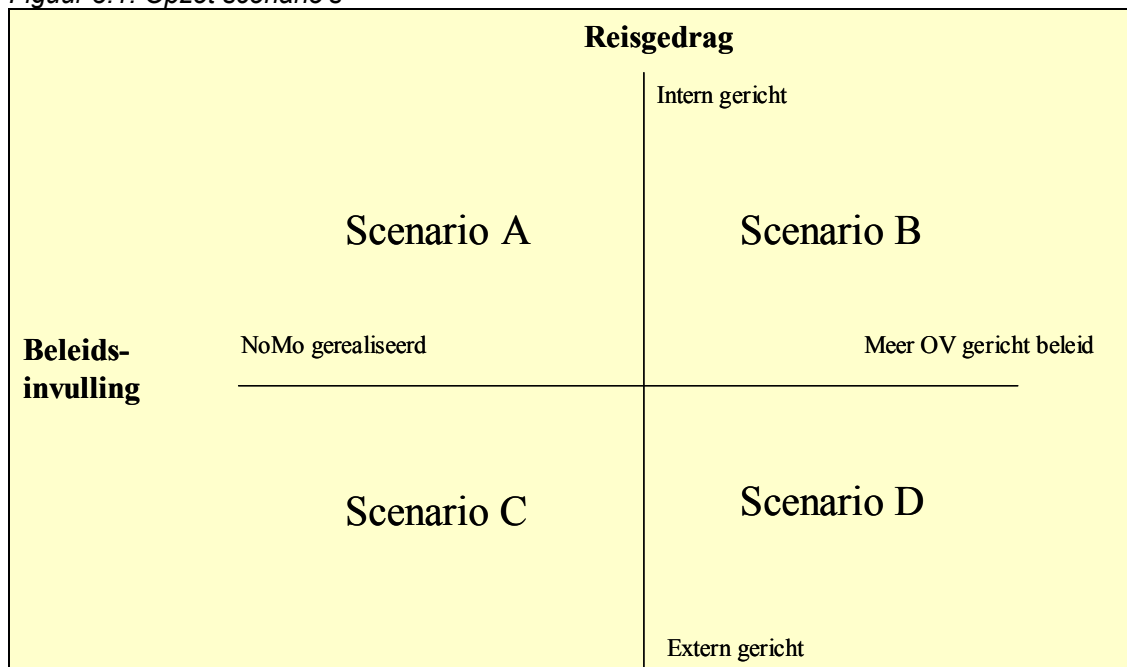 Reisgedrag
Intern gericht
Scenario A
Scenario B
NoMo gerealiseerd
Meer OV gericht beleid
Beleids-
invulling
Scenario C
Scenario D
Extern gericht